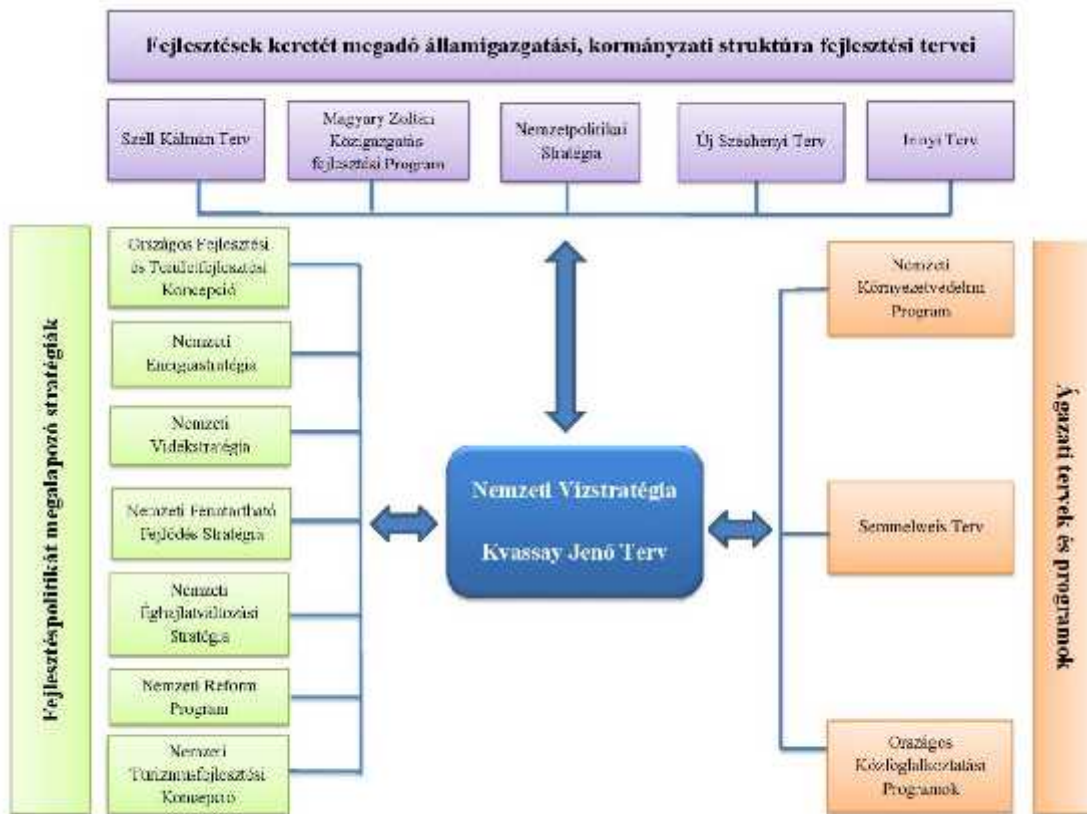 Fejlesztések keretét megadó államigazgatási, kormányzati struktúra fejlesztési tervei
Széll Kálmán Terv
Magyary Zoltán
Közigazgatás
fejlesztési Program
Nemzetpolitikai
Stratégia
Új Széchenyi Terv
Irinyi Terv
Fejlesztéspolitikát megalapozó stratégiák
Országos Fejlesztési
és Területfejlesztési
Koncepció
Nemzeti
Energiastratégia
Nemzeti
Vidékstratégia
Nemzeti Fenntartható
Fejlődés Stratégia
Nemzeti
Éghajlatváltozási
Stratégia
Nemzeti Reform
Program
Nemzeti
Turizmusfejlesztési
Koncepció
Nemzeti Vízstratégia
Kvassay Jenő Terv
Nemzeti
Környezetvédelmi
Program
Semmelweis Terv
Országos
Közfoglalkoztatási
Programok
Ágazati tervek és programok